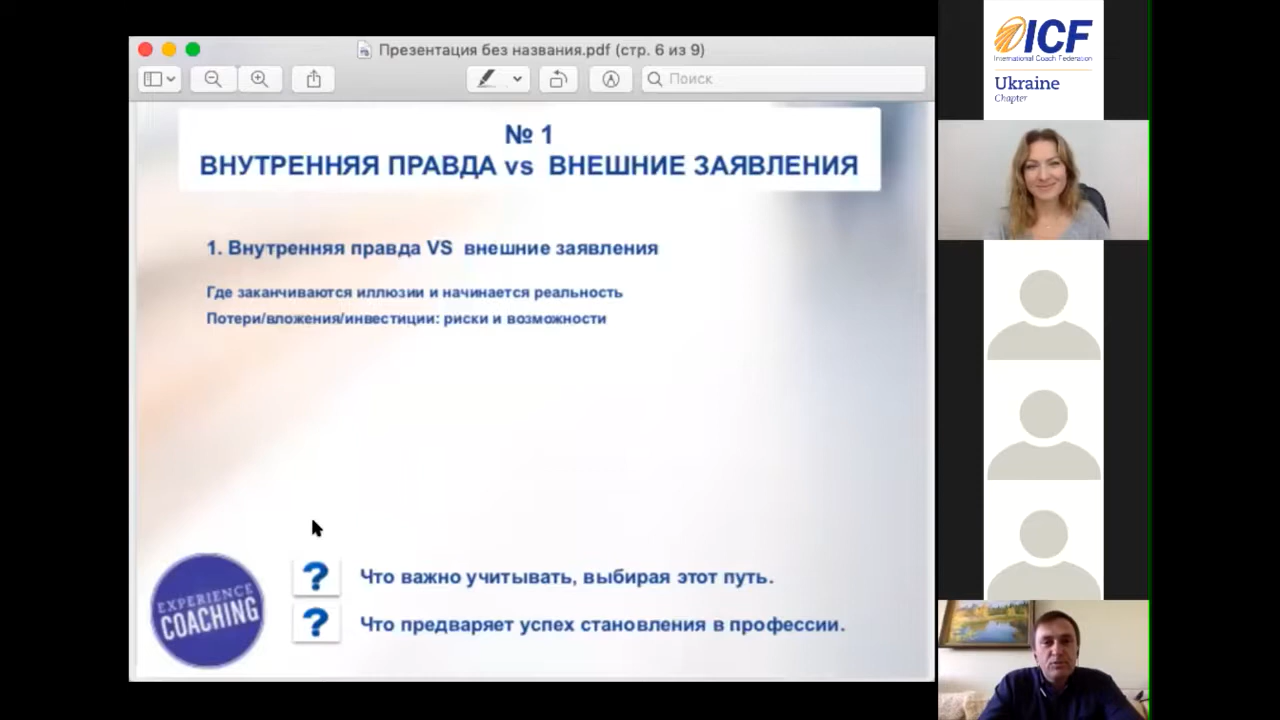 Презентация без названия.pdf (стр. 6 из 9)
Поиск
№ 1
ВНУТРЕННЯЯ ПРАВДА vs ВНЕШНИЕ ЗАЯВЛЕНИЯ
1. Внутренняя правда VS внешние заявления
Где заканчиваются иллюзии и начинается реальность
Потери/вложения/инвестиции: риски и возможности
? Что важно учитывать, выбирая этот путь.
? Что предваряет успех становления в профессии.
EXPERIENCE
COACHING
ICF
International Coach Federation
Ukraine
Chapter